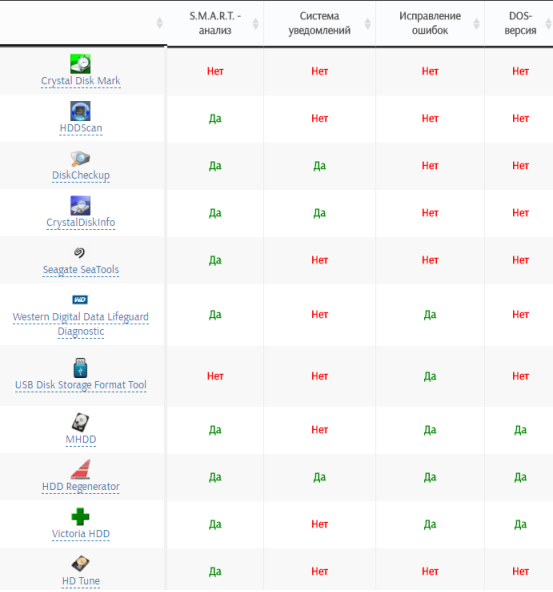 S.M.A.R.T. - анализ Система уведомлений Исправление ошибок DOS-версия
Crystal Disk Mark Нет Нет Нет Нет
HDDScan Да Нет Нет Нет
DiskCheckup Да Да Нет Нет
CrystalDiskInfo Да Да Нет Нет
Seagate SeaTools Да Нет Нет Нет
WD
Western Digital Data Lifeguard Diagnostic Да Нет Да Нет
USB Disk Storage Format Tool Нет Нет Да Нет
MHDD Да Нет Да Да
HDD Regenerator Да Да Да Да
Victoria HDD Да Нет Да Да
HD Tune Да Нет Нет Нет